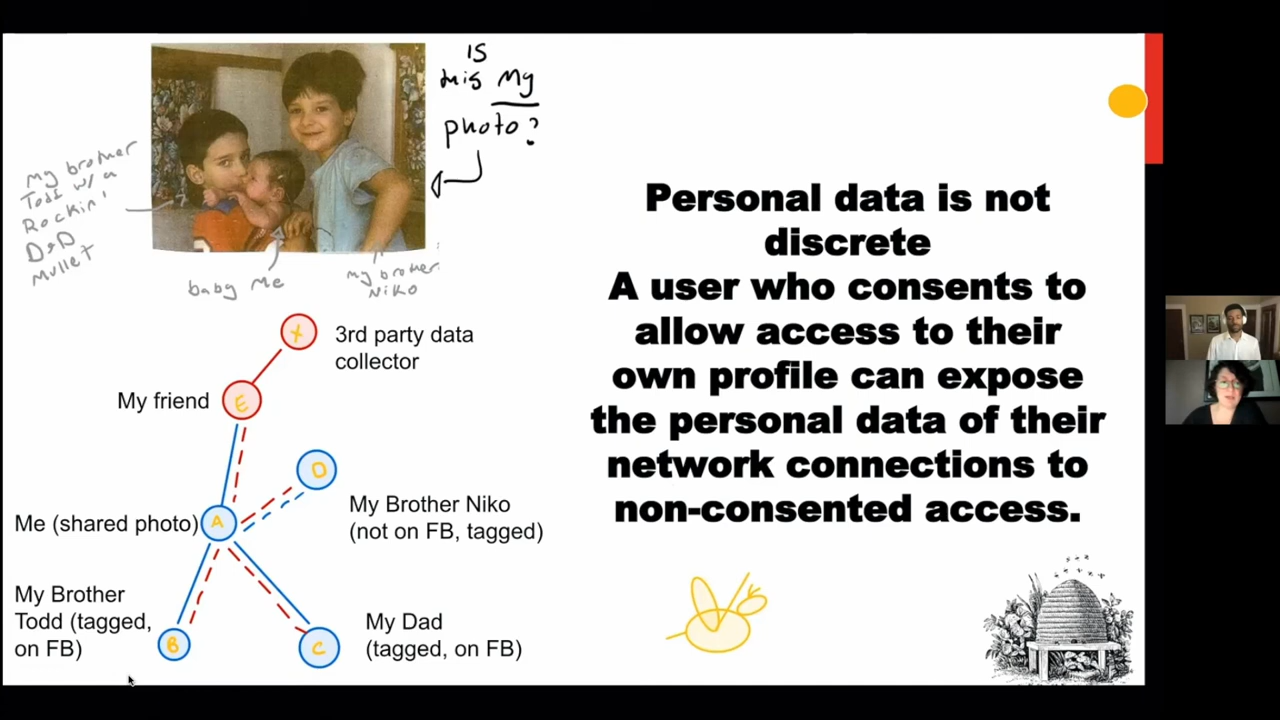 is
this My
photo?
My brother
Todd w/ a
Rockin'
D&D
Mullet
baby Me
my brother
Niko
X
3rd party data
collector
My friend
E
D
My Brother Niko
(not on FB, tagged)
Me (shared photo)
A
My Brother
Todd (tagged,
on FB)
B
C
My Dad
(tagged, on FB)
Personal data is not
discrete
A user who consents to
allow access to their
own profile can expose
the personal data of their
network connections to
non-consented access.